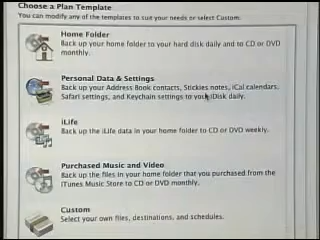 Choose a Plan Template
You can modify any of the templates to suit your needs or select Custom.
Home Folder
Back up your home folder to your hard disk daily and to CD or DVD
monthly.
Personal Data & Settings
Back up your Address Book contacts, Stickies notes, iCal calendars,
Safari settings, and Keychain settings to your iDisk daily.
iLife
Back up the iLife data in your home folder to CD or DVD weekly.
Purchased Music and Video
Back up the files in your home folder that you purchased from the
iTunes Music Store to CD or DVD monthly.
Custom
Select your own files, destinations, and schedules.